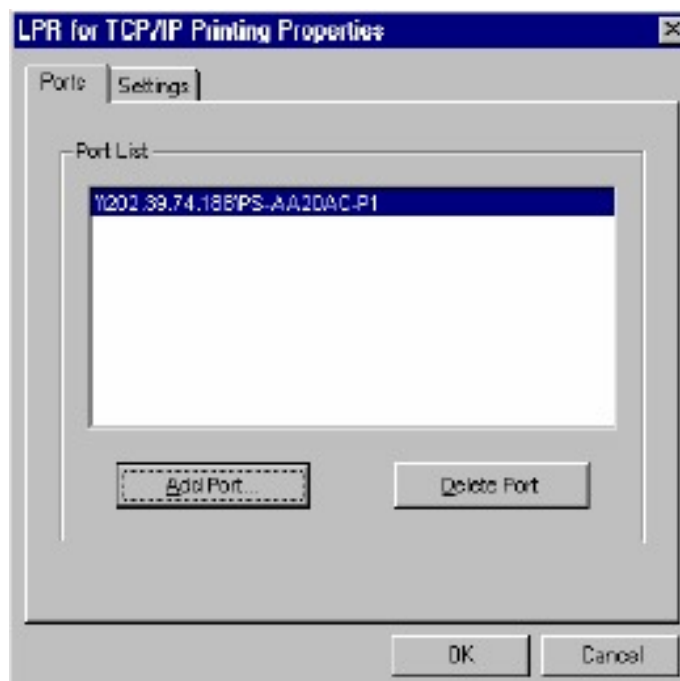 LPR for TCP/IP Printing Properties
Ports
Settings
Port List
\\202.39.74.188\PS-AA2DAC-P1
Add Port...
Delete Port
OK
Cancel